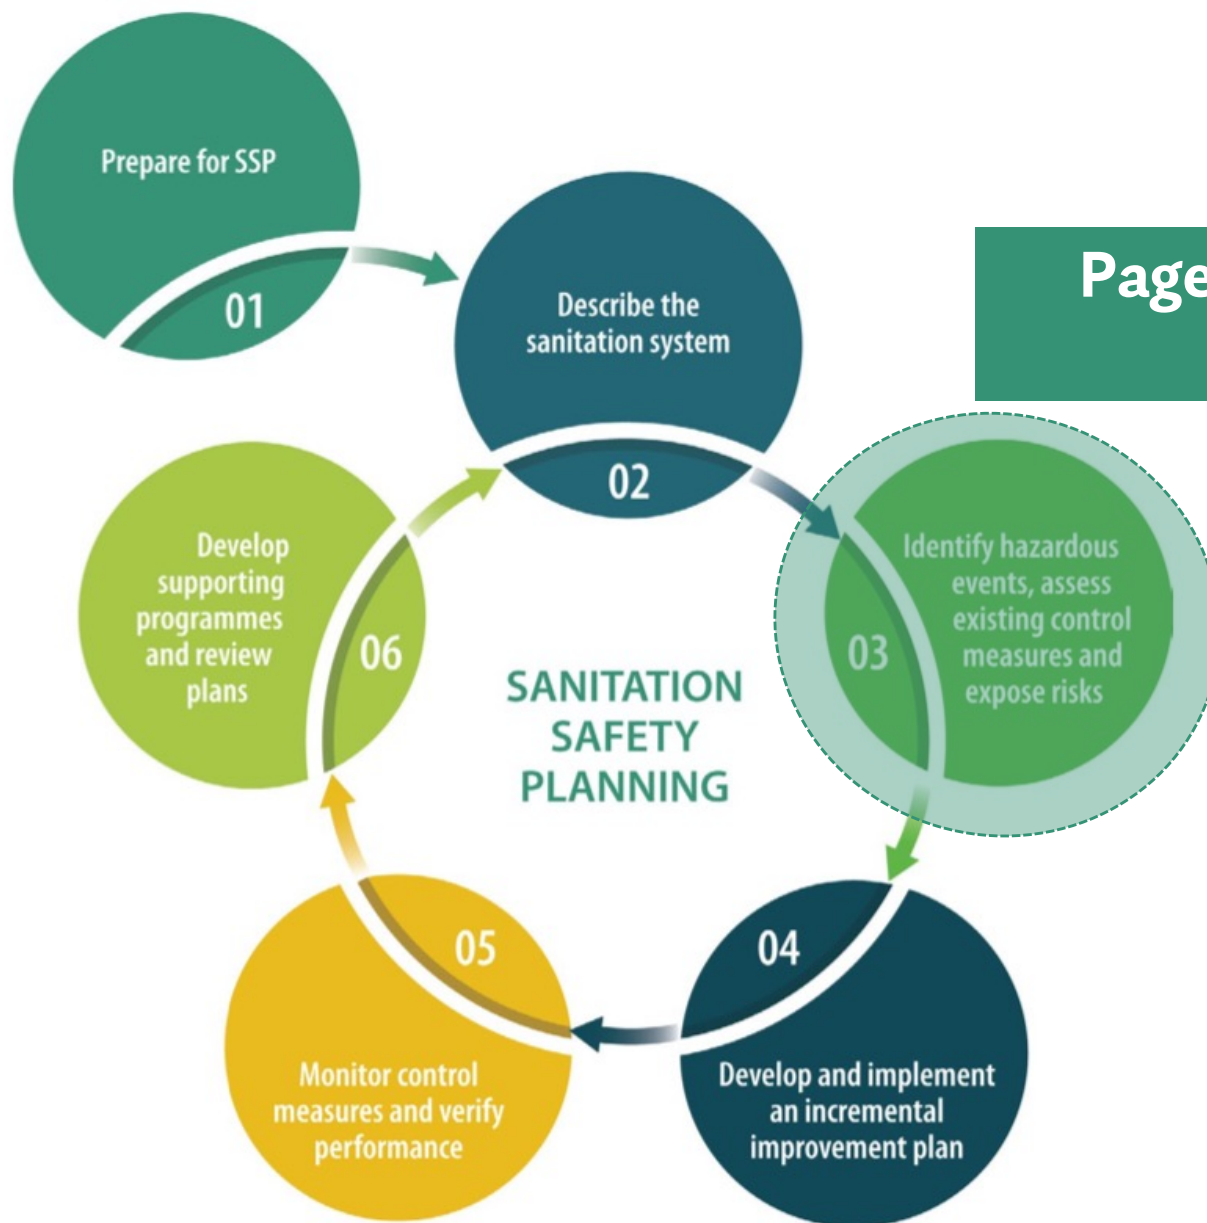 Prepare for SSP
01
Describe the
sanitation system
02
Page
Identify hazardous
events, assess
existing control
measures and
expose risks
03
Develop and implement
an incremental
improvement plan
04
Monitor control
measures and verify
performance
05
Develop
supporting
programmes
and review
plans
06
SANITATION
SAFETY
PLANNING